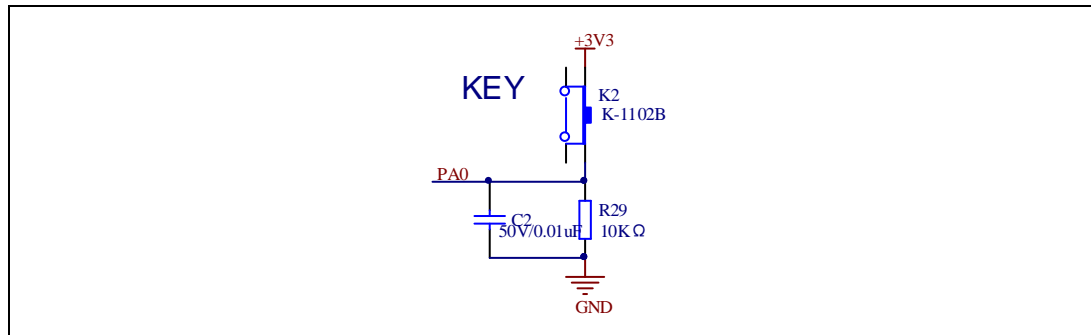 +3V3
KEY
K2
K-1102B
PA0
C2
50V/0.01uF
R29
10KΩ
GND